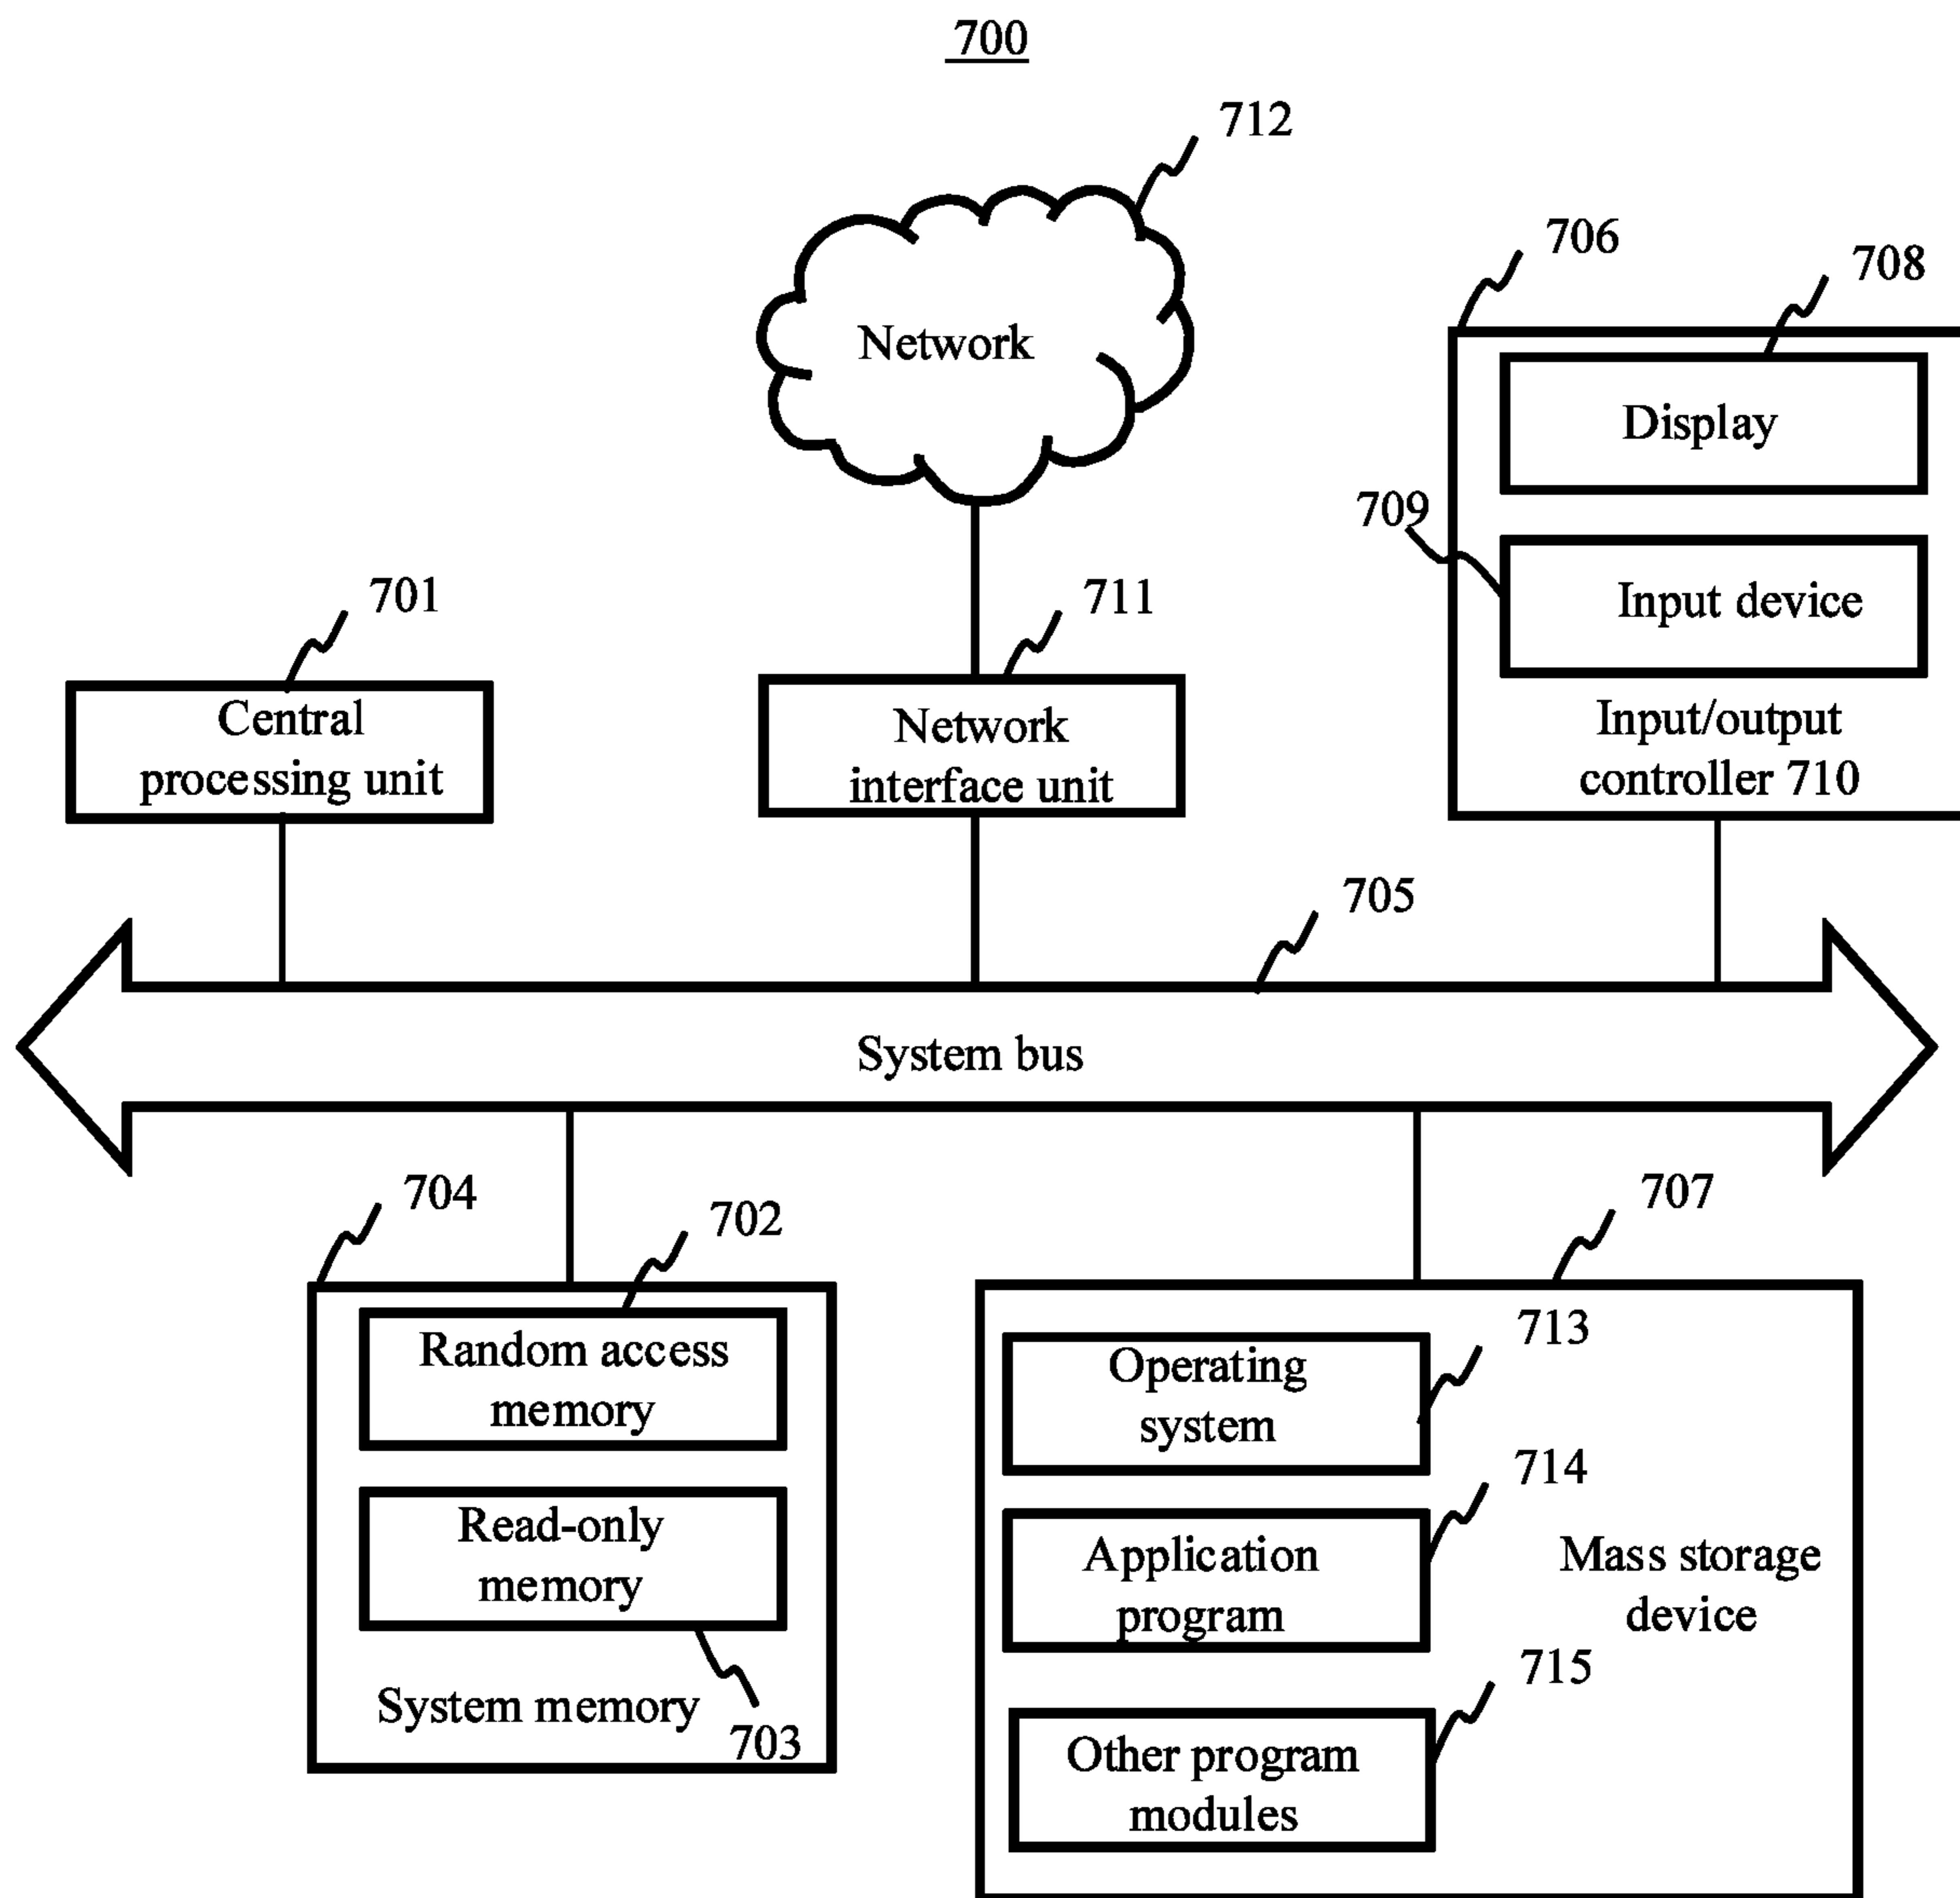 700
712
Network
706
708
Display
709
Input device
Input/output
controller 710
701
Central
processing unit
711
Network
interface unit
705
System bus
704
702
Random access
memory
Read-only
memory
System memory
703
707
713
Operating
system
714
Application
program
Mass storage
device
715
Other program
modules